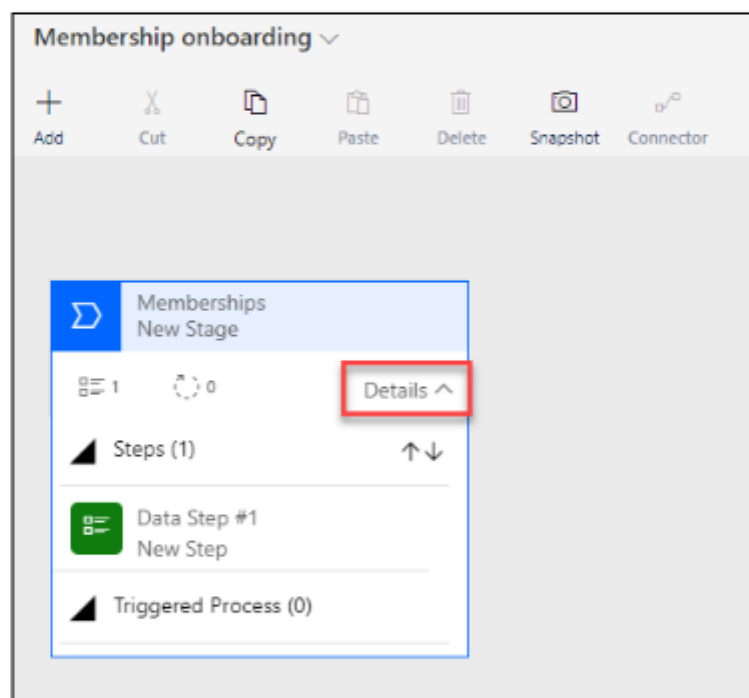 Membership onboarding
Add Cut Copy Paste Delete Snapshot Connector
Memberships
New Stage
1 0 Details
Steps (1)
Data Step #1
New Step
Triggered Process (0)